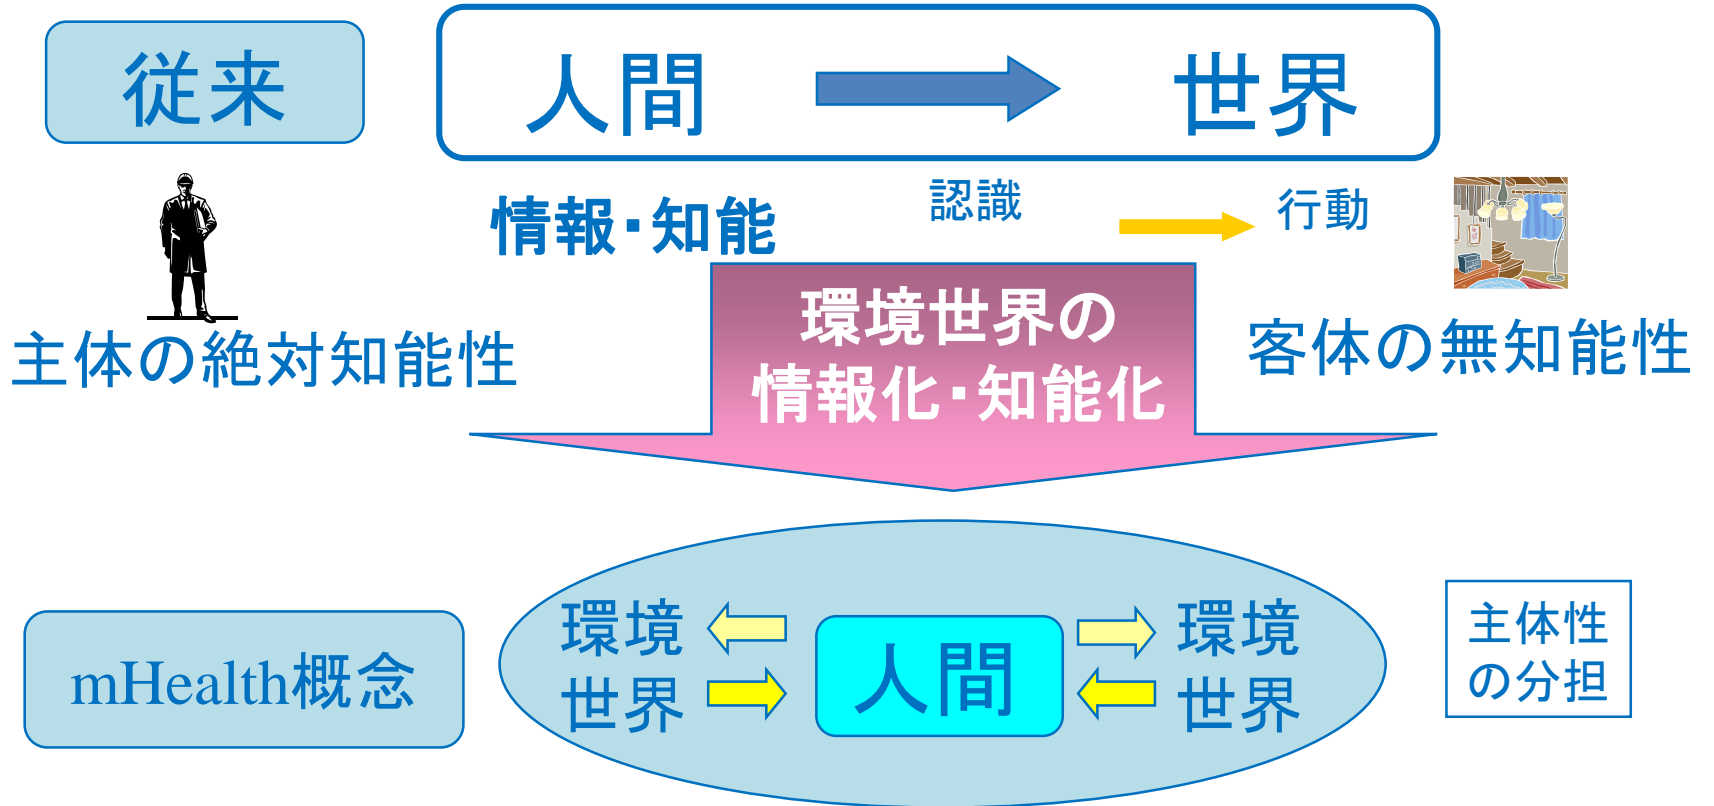 従来
人間
世界
情報・知能
認識
行動
主体の絶対知能性
環境世界の
情報化・知能化
客体の無知能性
mHealth概念
環境
世界
人間
環境
世界
主体性
の分担